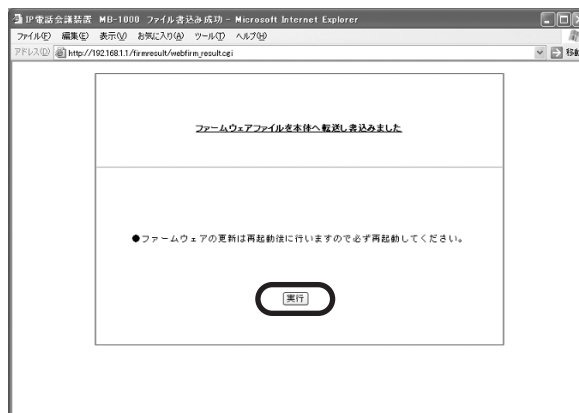 IP電話会議装置 MB-1000 ファイル書込み成功 - Microsoft Internet Explorer
ファイル(F) 編集(E) 表示(V) お気に入り(A) ツール(T) ヘルプ(H)
アドレス(D) http://192.168.1.1/firmresult/webfirm_result.cgi 移動
ファームウェアファイルを本体へ転送し書込みました
●ファームウェアの更新は再起動後に行いますので必ず再起動してください。
実行